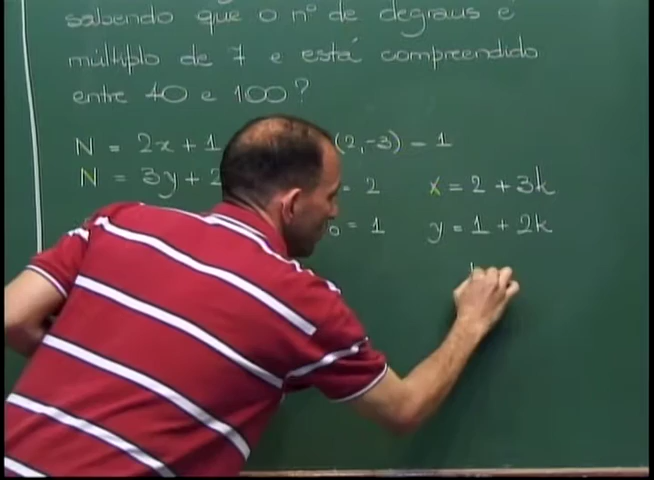 sabendo que o nº de degraus é
múltiplo de 7 e está compreendido
entre 40 e 100?
N = 2x + 1 (2,-3) = 1
N = 3y + 2 = 2 x = 2 + 3k
= 1 y = 1 + 2k